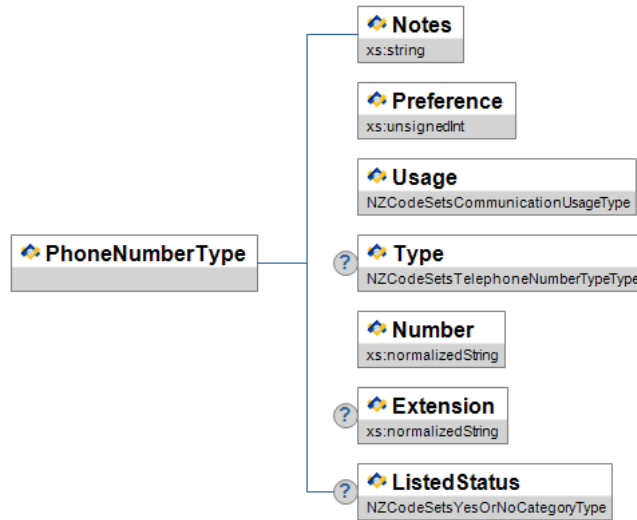 Notes
xs:string
Preference
xs:unsignedInt
Usage
NZCodeSetsCommunicationUsageType
PhoneNumberType
? Type
NZCodeSetsTelephoneNumberTypeType
Number
xs:normalizedString
? Extension
xs:normalizedString
? ListedStatus
NZCodeSetsYesOrNoCategoryType